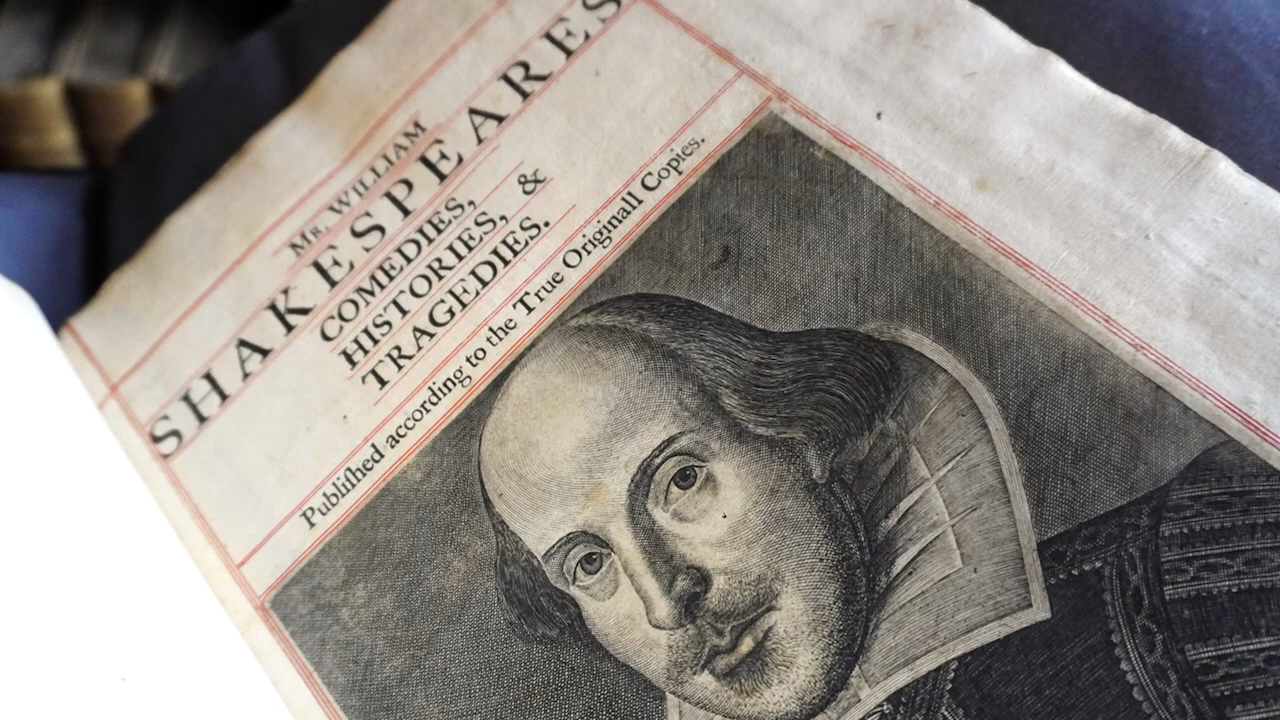 Mr. WILLIAM
SHAKESPEARES
COMEDIES,
HISTORIES, &
TRAGEDIES.
Publiſhed according to the True Originall Copies.